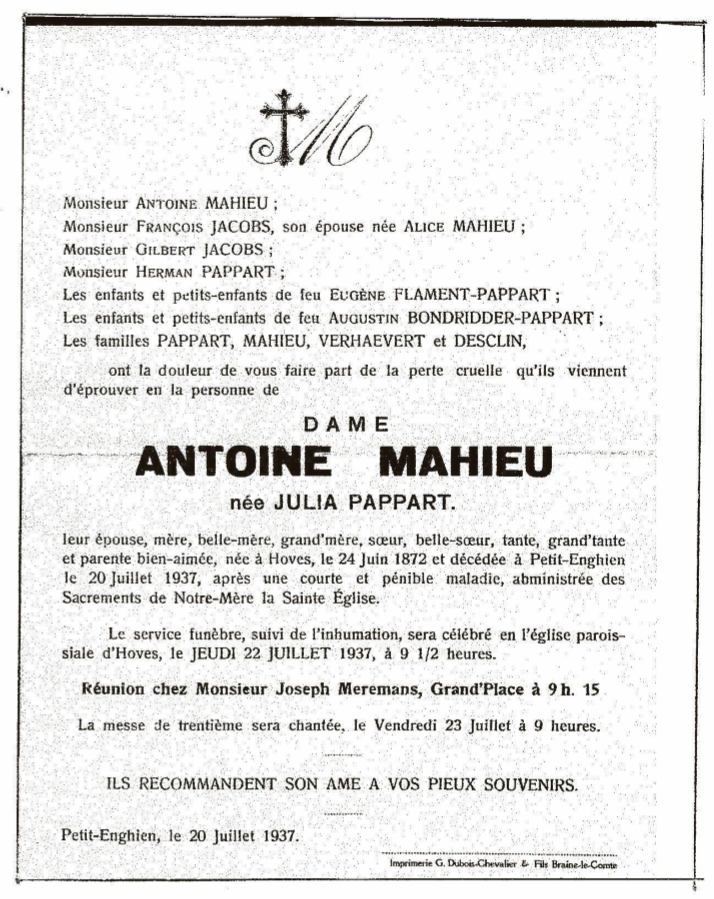 M
Monsieur ANTOINE MAHIEU ;
Monsieur FRANÇOIS JACOBS, son épouse née ALICE MAHIEU ;
Monsieur GILBERT JACOBS ;
Monsieur HERMAN PAPPART ;
Les enfants et petits-enfants de feu EUGÈNE FLAMENT-PAPPART ;
Les enfants et petits-enfants de feu AUGUSTIN BONDRIDDER-PAPPART ;
Les familles PAPPART, MAHIEU, VERHAEVERT et DESCLIN,
ont la douleur de vous faire part de la perte cruelle qu'ils viennent
d'éprouver en la personne de
DAME
ANTOINE MAHIEU
née JULIA PAPPART.
leur épouse, mère, belle-mère, grand'mère, sœur, belle-sœur, tante, grand'tante
et parente bien-aimée, née à Hoves, le 24 Juin 1872 et décédée à Petit-Enghien
le 20 Juillet 1937, après une courte et pénible maladie, abministrée des
Sacrements de Notre-Mère la Sainte Église.
Le service funèbre, suivi de l'inhumation, sera célébré en l'église parois-
siale d'Hoves, le JEUDI 22 JUILLET 1937, à 9 1/2 heures.
Réunion chez Monsieur Joseph Meremans, Grand'Place à 9 h. 15
La messe de trentième sera chantée, le Vendredi 23 Juillet à 9 heures.
ILS RECOMMANDENT SON AME A VOS PIEUX SOUVENIRS.
Petit-Enghien, le 20 Juillet 1937.
Imprimerie G. Dubois-Chevalier & Fils Braine-le-Comte